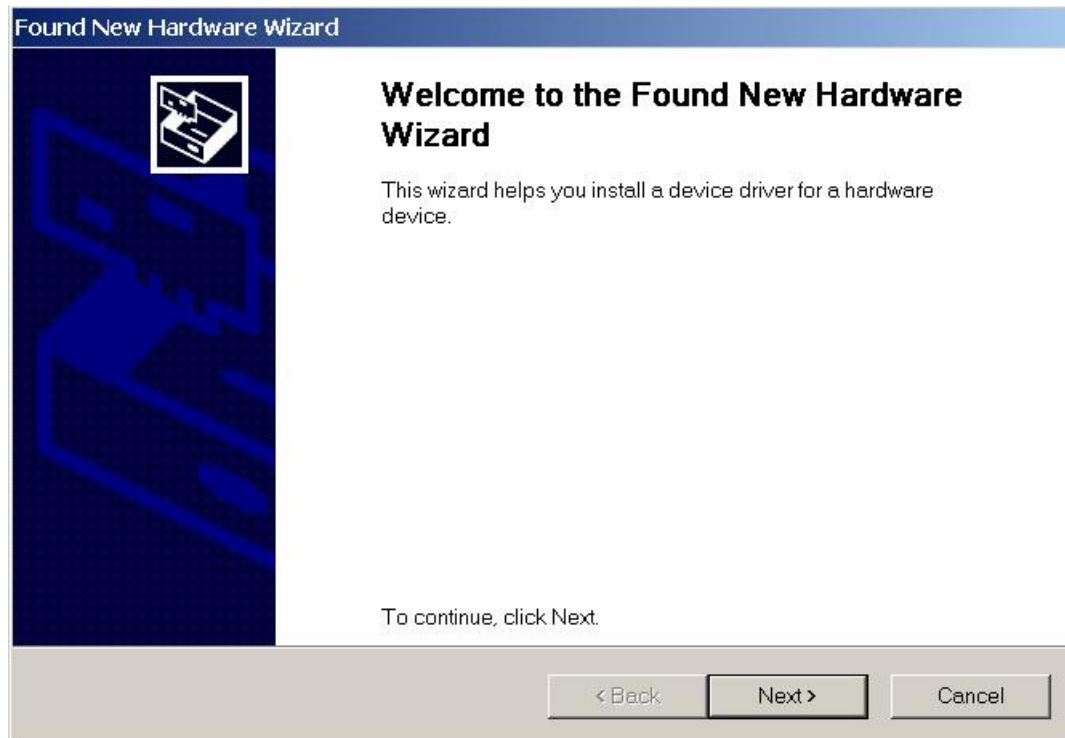 Found New Hardware Wizard
Welcome to the Found New Hardware
Wizard
This wizard helps you install a device driver for a hardware
device.
To continue, click Next.
< Back
Next >
Cancel